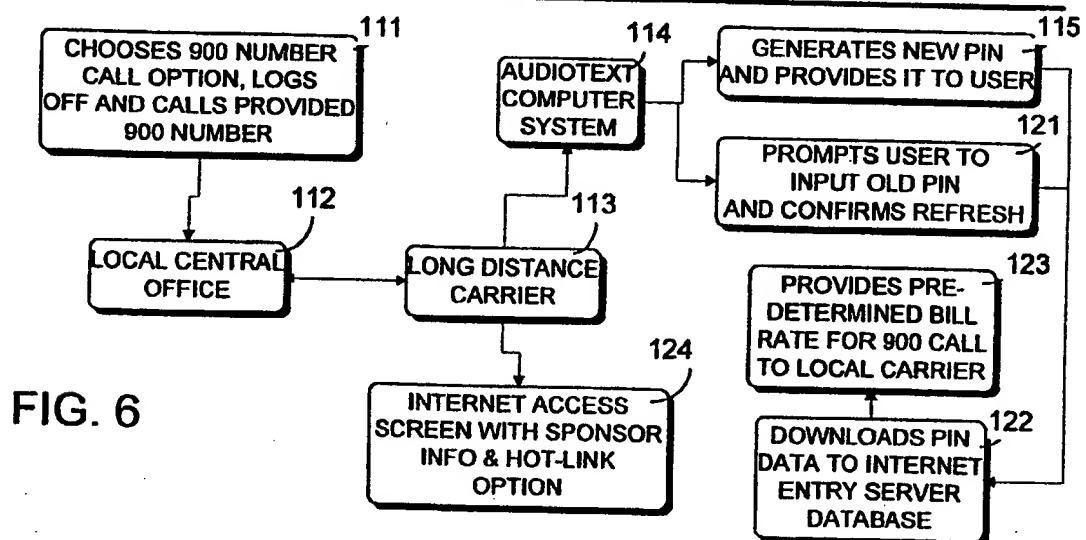 111
CHOOSES 900 NUMBER
CALL OPTION, LOGS
OFF AND CALLS PROVIDED
900 NUMBER
112
LOCAL CENTRAL
OFFICE
113
LONG DISTANCE
CARRIER
114
AUDIOTEXT
COMPUTER
SYSTEM
115
GENERATES NEW PIN
AND PROVIDES IT TO USER
121
PROMPTS USER TO
INPUT OLD PIN
AND CONFIRMS REFRESH
123
PROVIDES PRE-
DETERMINED BILL
RATE FOR 900 CALL
TO LOCAL CARRIER
122
DOWNLOADS PIN
DATA TO INTERNET
ENTRY SERVER
DATABASE
124
INTERNET ACCESS
SCREEN WITH SPONSOR
INFO & HOT-LINK
OPTION
FIG. 6